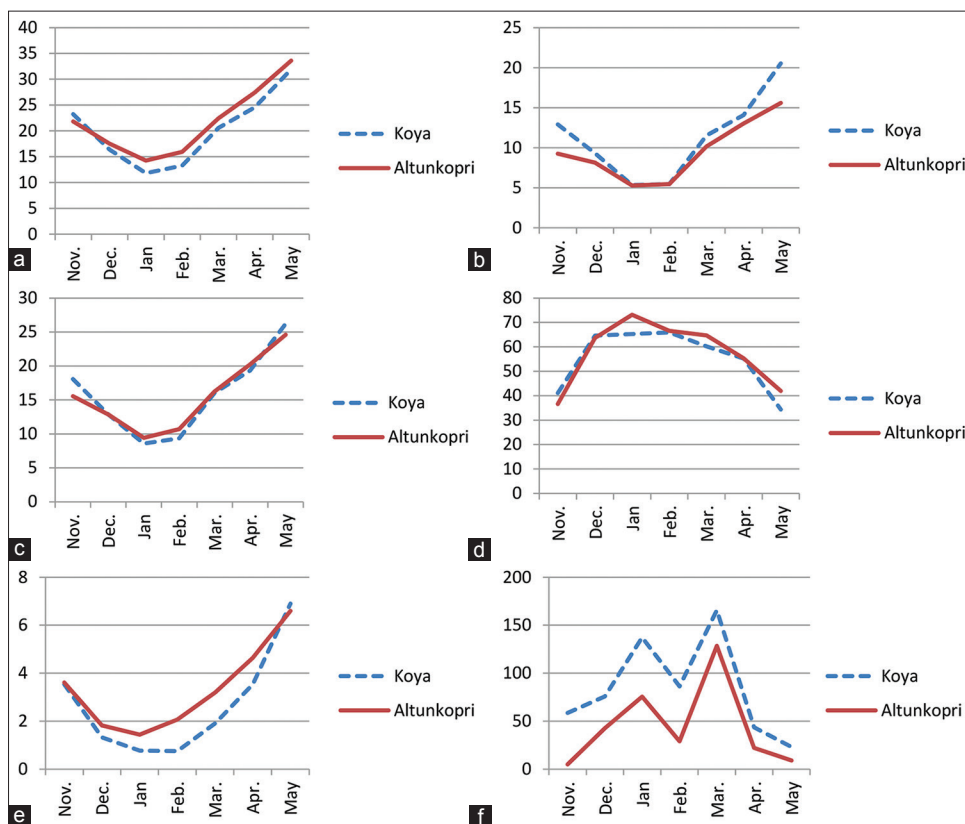 40
35
30
25
20
15
10
5
0
Nov.
Dec.
Jan
Feb.
Mar.
Apr.
May
Koya
Altunkopri
a
25
20
15
10
5
0
Nov.
Dec.
Jan
Feb.
Mar.
Apr.
May
Koya
Altunkopri
b
30
25
20
15
10
5
0
Nov.
Dec.
Jan
Feb.
Mar.
Apr.
May
Koya
Altunkopri
c
80
70
60
50
40
30
20
10
0
Nov.
Dec.
Jan
Feb.
Mar.
Apr.
May
Koya
Altunkopri
d
8
6
4
2
0
Nov.
Dec.
Jan
Feb.
Mar.
Apr.
May
Koya
Altunkopri
e
200
150
100
50
0
Nov.
Dec.
Jan
Feb.
Mar.
Apr.
May
Koya
Altunkopri
f